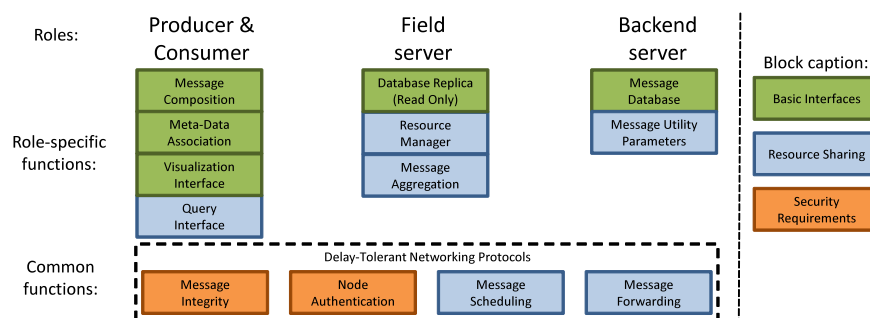 Roles:
Producer &
Consumer
Field
server
Backend
server
Block caption:
Role-specific
functions:
Message
Composition
Meta-Data
Association
Visualization
Interface
Query
Interface
Database Replica
(Read Only)
Resource
Manager
Message
Aggregation
Message
Database
Message Utility
Parameters
Basic Interfaces
Resource Sharing
Security
Requirements
Common
functions:
Delay-Tolerant Networking Protocols
Message
Integrity
Node
Authentication
Message
Scheduling
Message
Forwarding